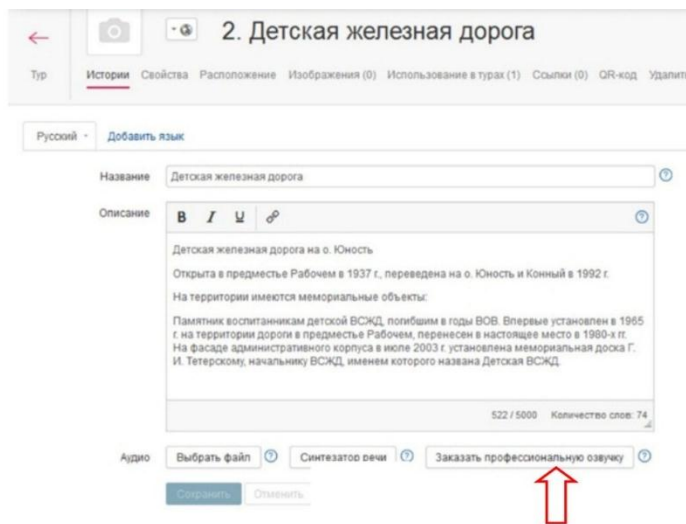 2. Детская железная дорога
Тур Истории Свойства Расположение Изображения (0) Использование в турах (1) Ссылки (0) QR-код Удалить
Русский Добавить язык
Название Детская железная дорога
Описание B I U
Детская железная дорога на о. Юность
Открыта в предместье Рабочем в 1937 г., переведена на о. Юность и Конный в 1992 г.
На территории имеются мемориальные объекты:
Памятник воспитанникам детской ВСЖД, погибшим в годы ВОВ. Впервые установлен в 1965
г. на территории дороги в предместье Рабочем, перенесен в настоящее место в 1980-х гг.
На фасаде административного корпуса в июле 2003 г. установлена мемориальная доска Г.
И. Тетерскому, начальнику ВСЖД, именем которого названа Детская ВСЖД.
522 / 5000 Количество слов: 74
Аудио Выбрать файл Синтезатор речи Заказать профессиональную озвучку
Сохранить Отменить